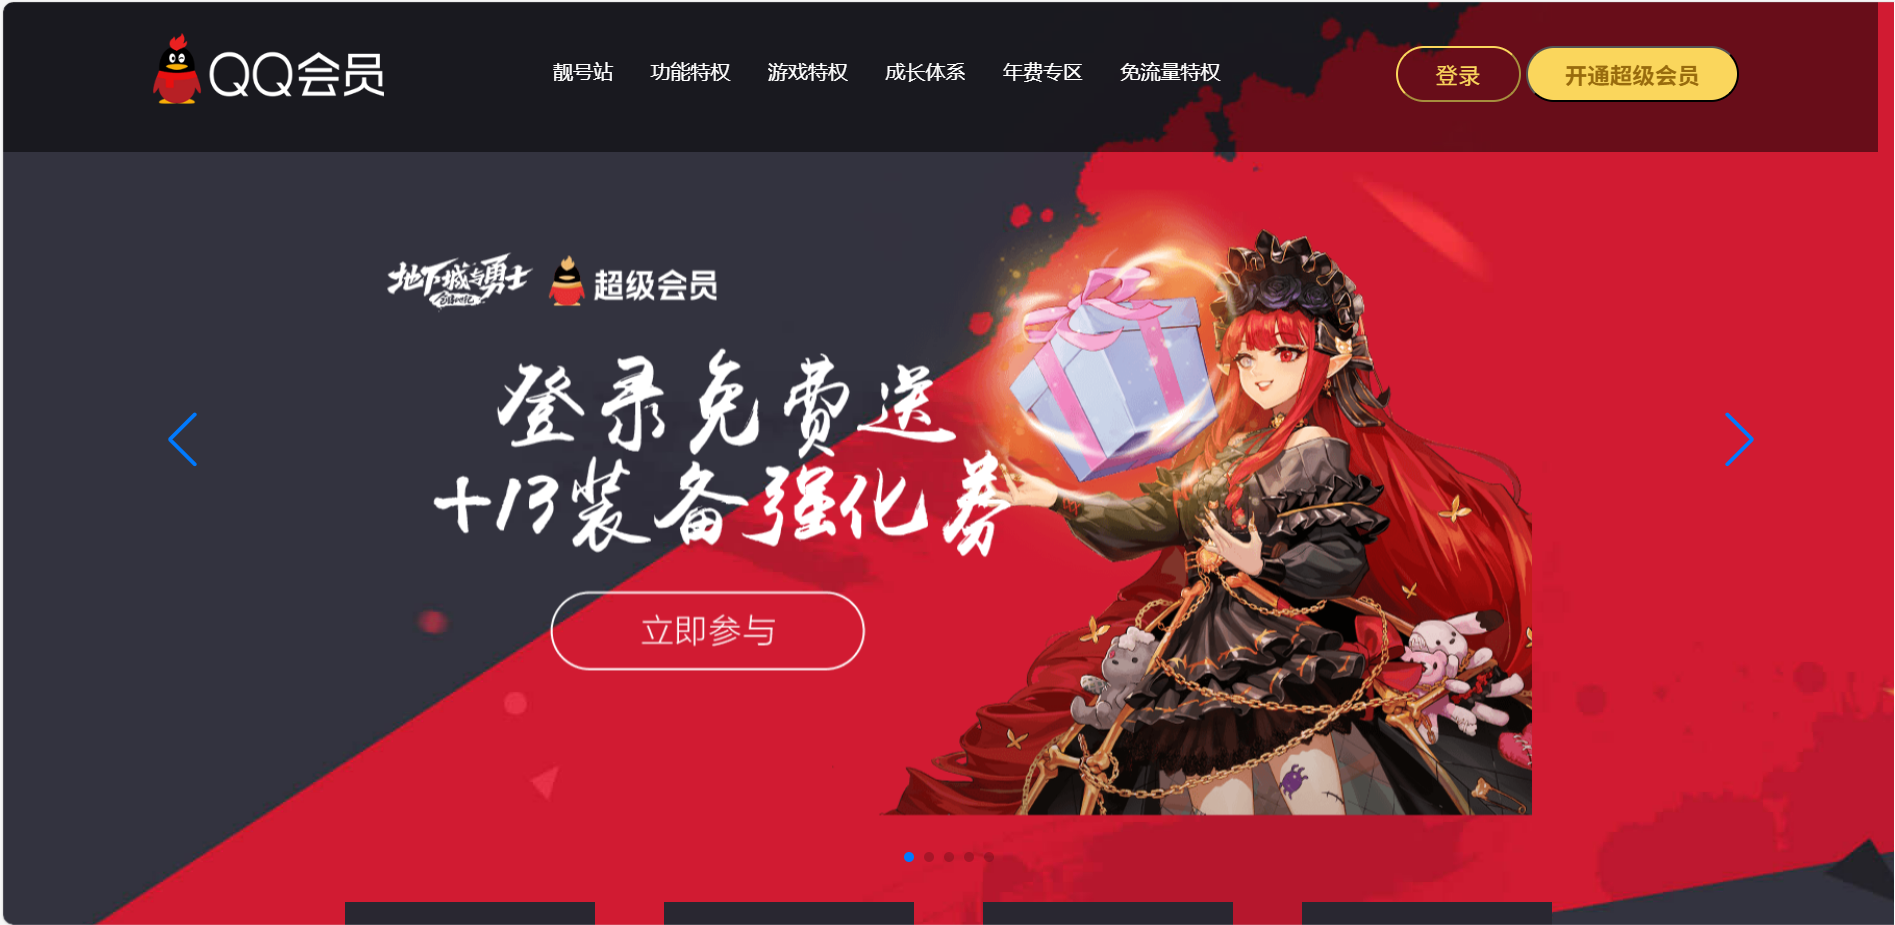 QQ会员
靓号站 功能特权 游戏特权 成长体系 年费专区 免流量特权
登录 开通超级会员
地下城与勇士 超级会员
登录免費送
+13装备强化券
立即参与